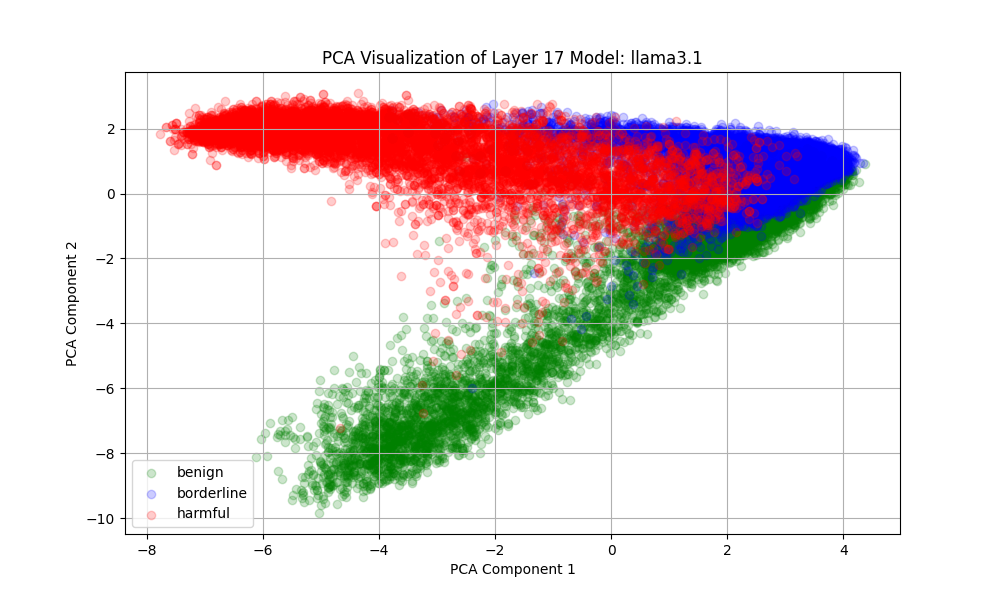 PCA Visualization of Layer 17 Model: llama3.1
PCA Component 2
2
0
−2
−4
−6
−8
−10
benign
borderline
harmful
−8 −6 −4 −2 0 2 4
PCA Component 1